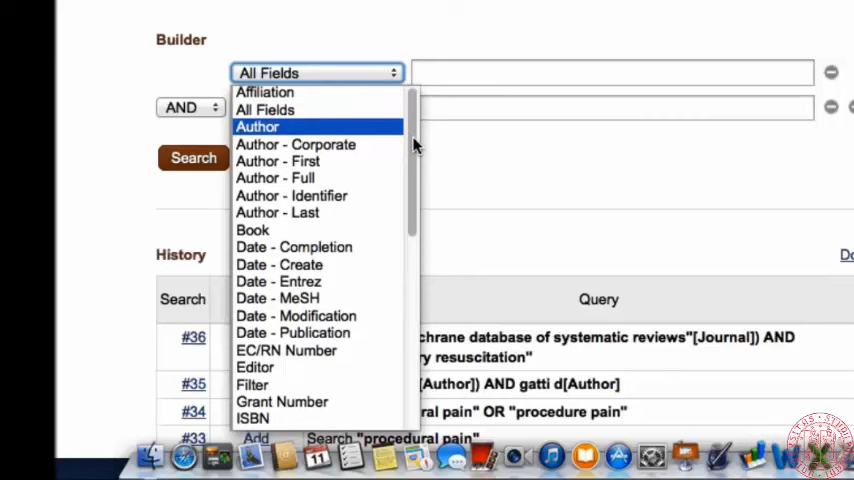 Builder
All Fields
Affiliation
All Fields
AND
Author
Author - Corporate
Search
Author - First
Author - Full
Author - Identifier
Author - Last
Book
Date - Completion
History
Do
Date - Create
Date - Entrez
Search
Date - MeSH
Query
Date - Modification
Date - Publication
#36
chrane database of systematic reviews"[Journal]) AND
EC/RN Number
ry resuscitation"
Editor
Filter
#35
[Author]) AND gatti d[Author]
Grant Number
#34
ral pain" OR "procedure pain"
ISBN
#33
Add
Search "procedural pain"
11